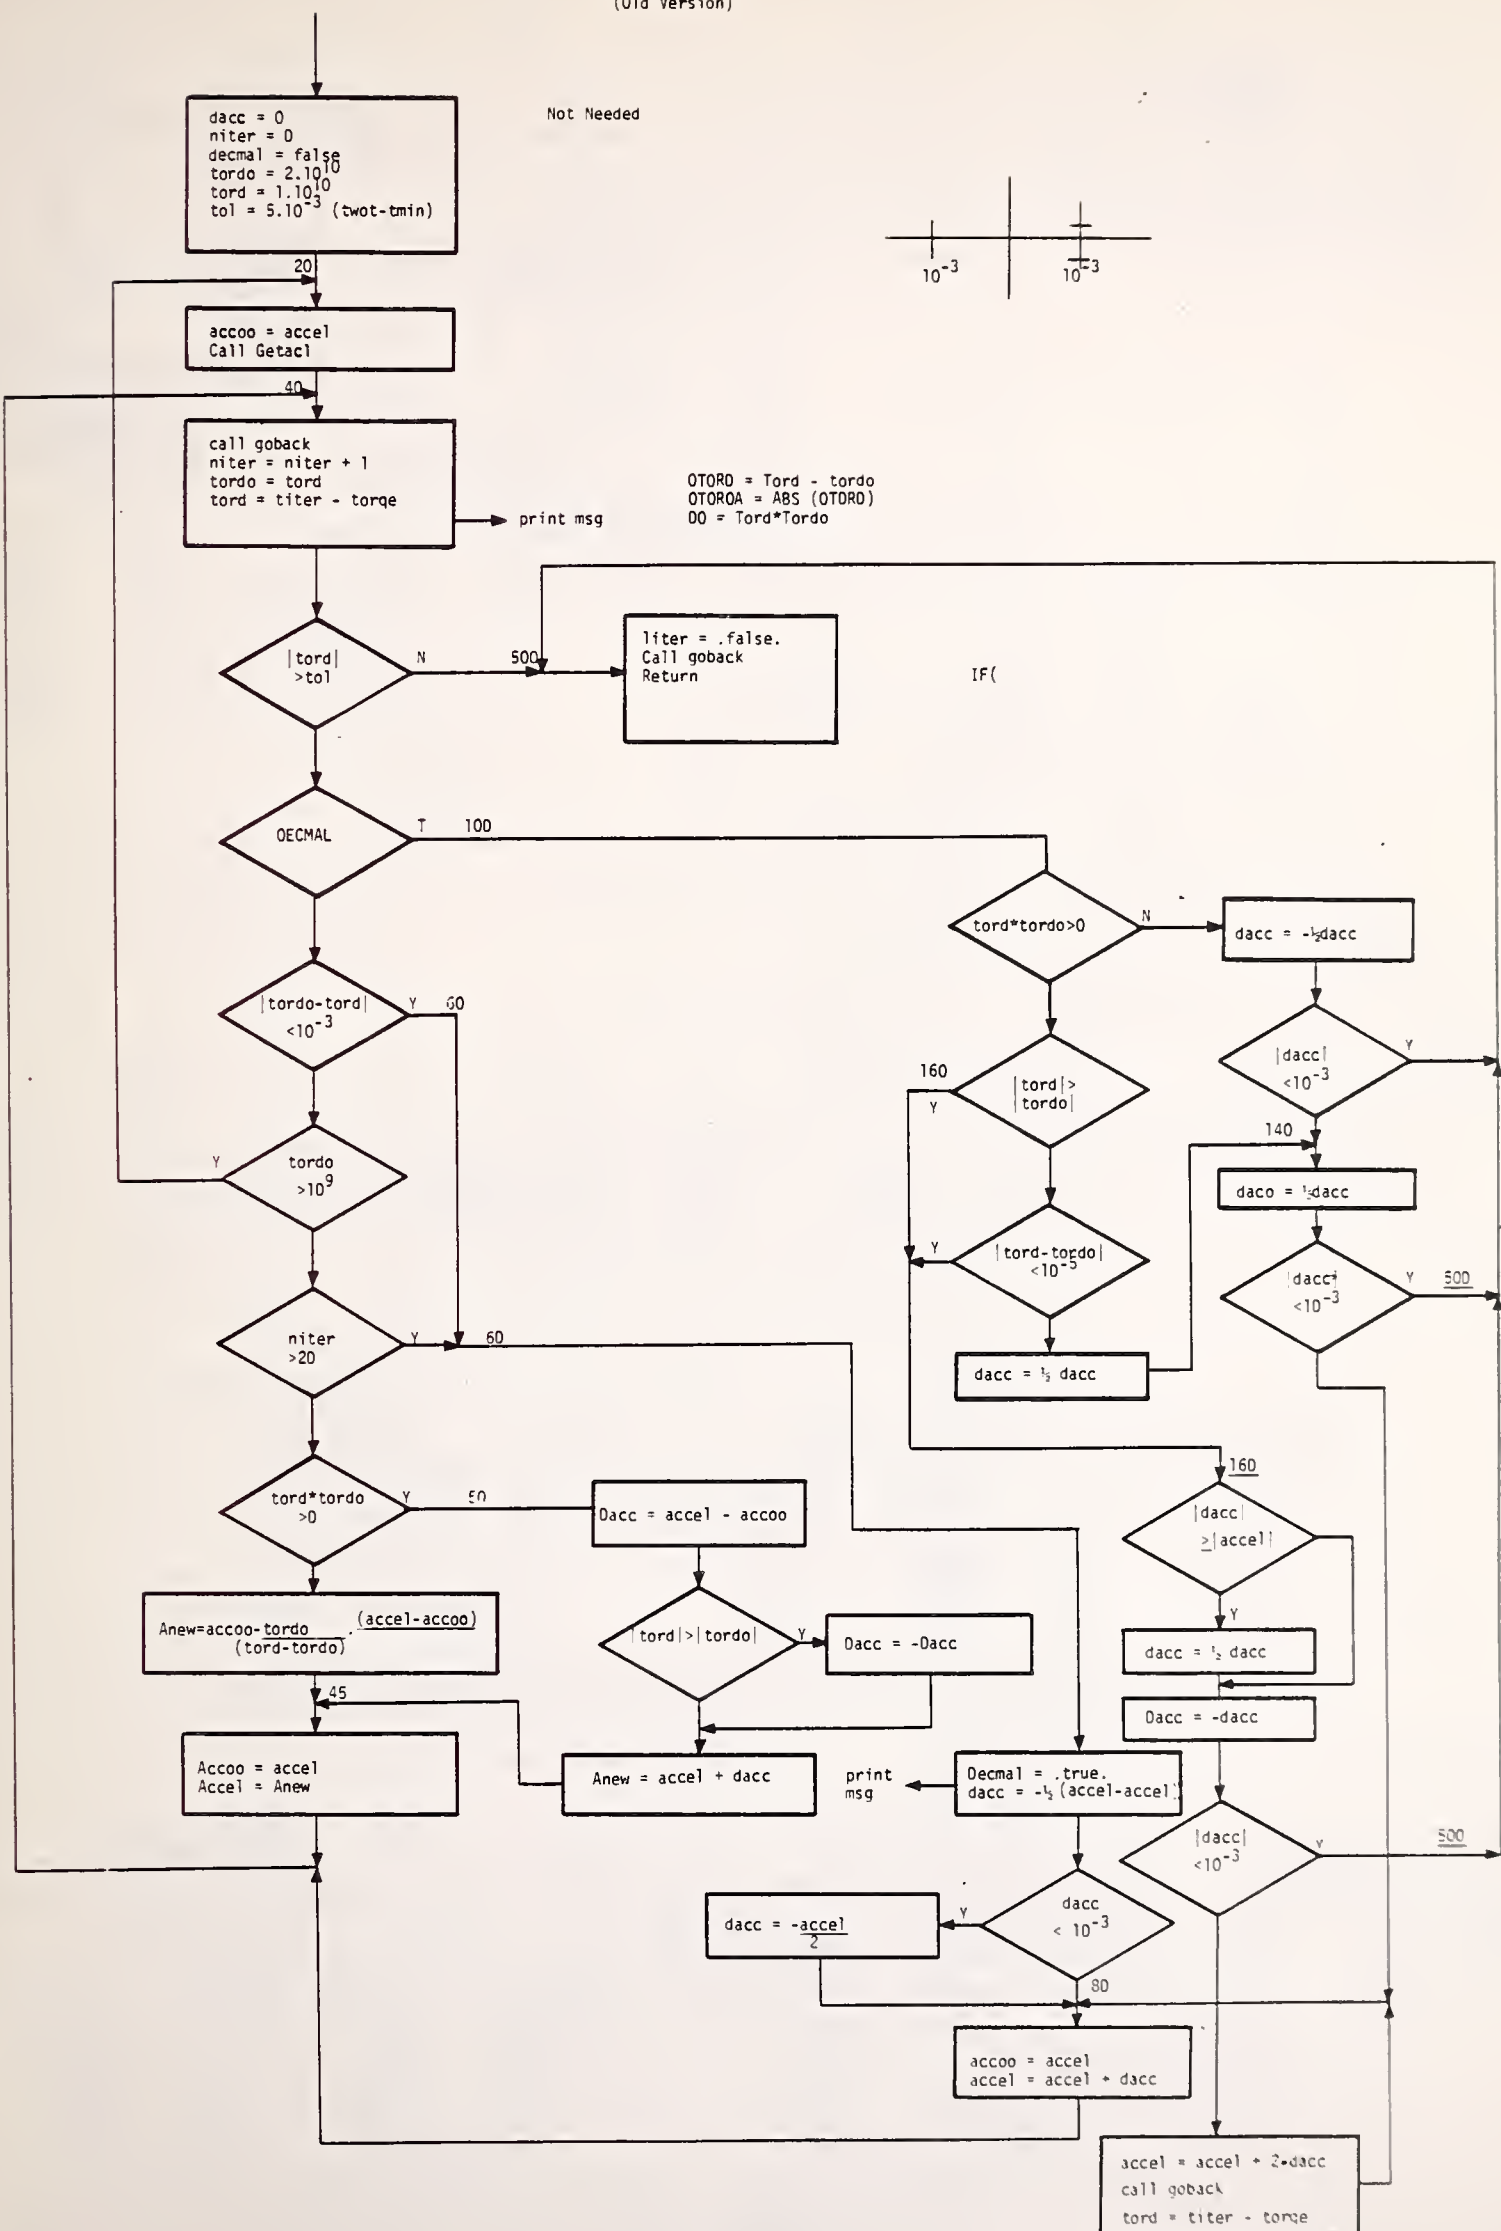 (Old Version)
dacc = 0
niter = 0
decmal = false
tordo = 2.10^10
tord = 1.10^10
tol = 5.10^-3 (twot-tmin)
Not Needed
10^-3
10^-3
20
accoo = accel
Call Getacl
40
call goback
niter = niter + 1
tordo = tord
tord = titer - torqe
print msg
OTORD = Tord - tordo
OTOROA = ABS (OTORD)
DO = Tord*Tordo
|tord|
>tol
N
500
liter = .false.
Call goback
Return
IF(
OECMAL
T
100
tord*tordo>0
N
dacc = -½dacc
|tordo-tord|
<10^-3
Y
60
|dacc|
<10^-3
Y
160
Y
|tord|>
|tordo|
140
tordo
>10^9
Y
daco = ½dacc
Y
|tord-tordo|
<10^-5
|dacc|
<10^-3
Y
500
niter
>20
Y
60
dacc = ½ dacc
160
tord*tordo
>0
Y
50
Dacc = accel - accoo
|dacc|
≥|accel|
Y
Anew=accoo-tordo . (accel-accoo)
(tord-tordo)
|tord|>|tordo|
Y
Dacc = -Dacc
dacc = ½ dacc
45
Dacc = -dacc
Accoo = accel
Accel = Anew
Anew = accel + dacc
print
msg
Decmal = .true.
dacc = -½(accel-accel)
|dacc|
<10^-3
Y
500
dacc = -accel
2
Y
dacc
< 10^-3
80
accoo = accel
accel = accel + dacc
accel = accel + 2*dacc
call goback
tord = titer - torqe